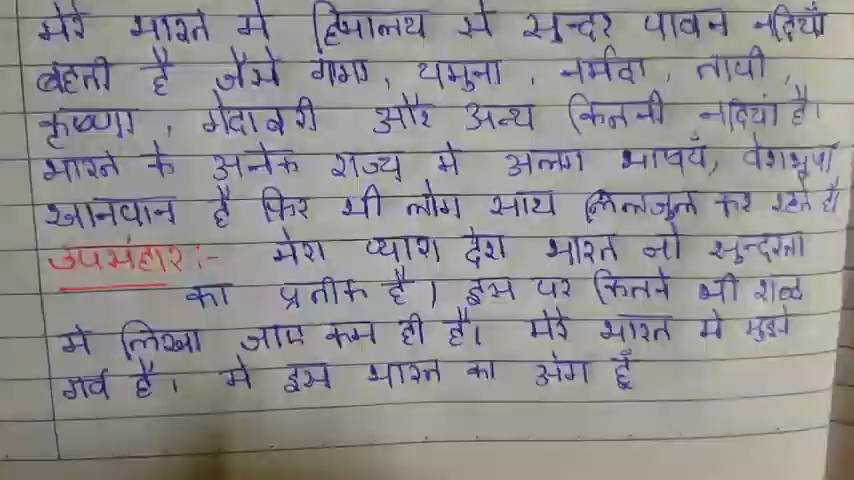 मेरे भारत मे हिमालय से सुन्दर पावन नदियाँ
बहती है जैसे गंगा, यमुना, नर्मदा, तापी,
कृष्णा, गोदावरी और अन्य कितनी नदियां है।
भारत के अनेक राज्य मे अलग भाषयँ, वेशभूषा
खानपान है फिर भी लोग साथ मिलजुल कर रहते है।
उपसंहार:- मेरा प्यारा देश भारत जो सुन्दरता
का प्रतीक है। इस पर कितने भी शब्द
मे लिखा जाए कम ही है। मेरे भारत मे मुझे
गर्व है। मे इस भारत का अंग हूँ